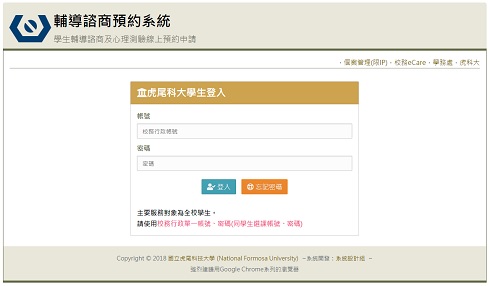 輔導諮商預約系統
學生輔導諮商及心理測驗線上預約申請
、個案管理(限IP)、校務eCare、學務處、虎科大
虎尾科大學生登入
帳號
校務行政帳號
密碼
密碼
登入 忘記密碼
主要服務對象為全校學生。
請使用校務行政單一帳號、密碼(同學生選課帳號、密碼)
Copyright © 2018 國立虎尾科技大學 (National Formosa University) ~系統開發：系統設計組 ~
強烈建議用Google Chrome系列的瀏覽器